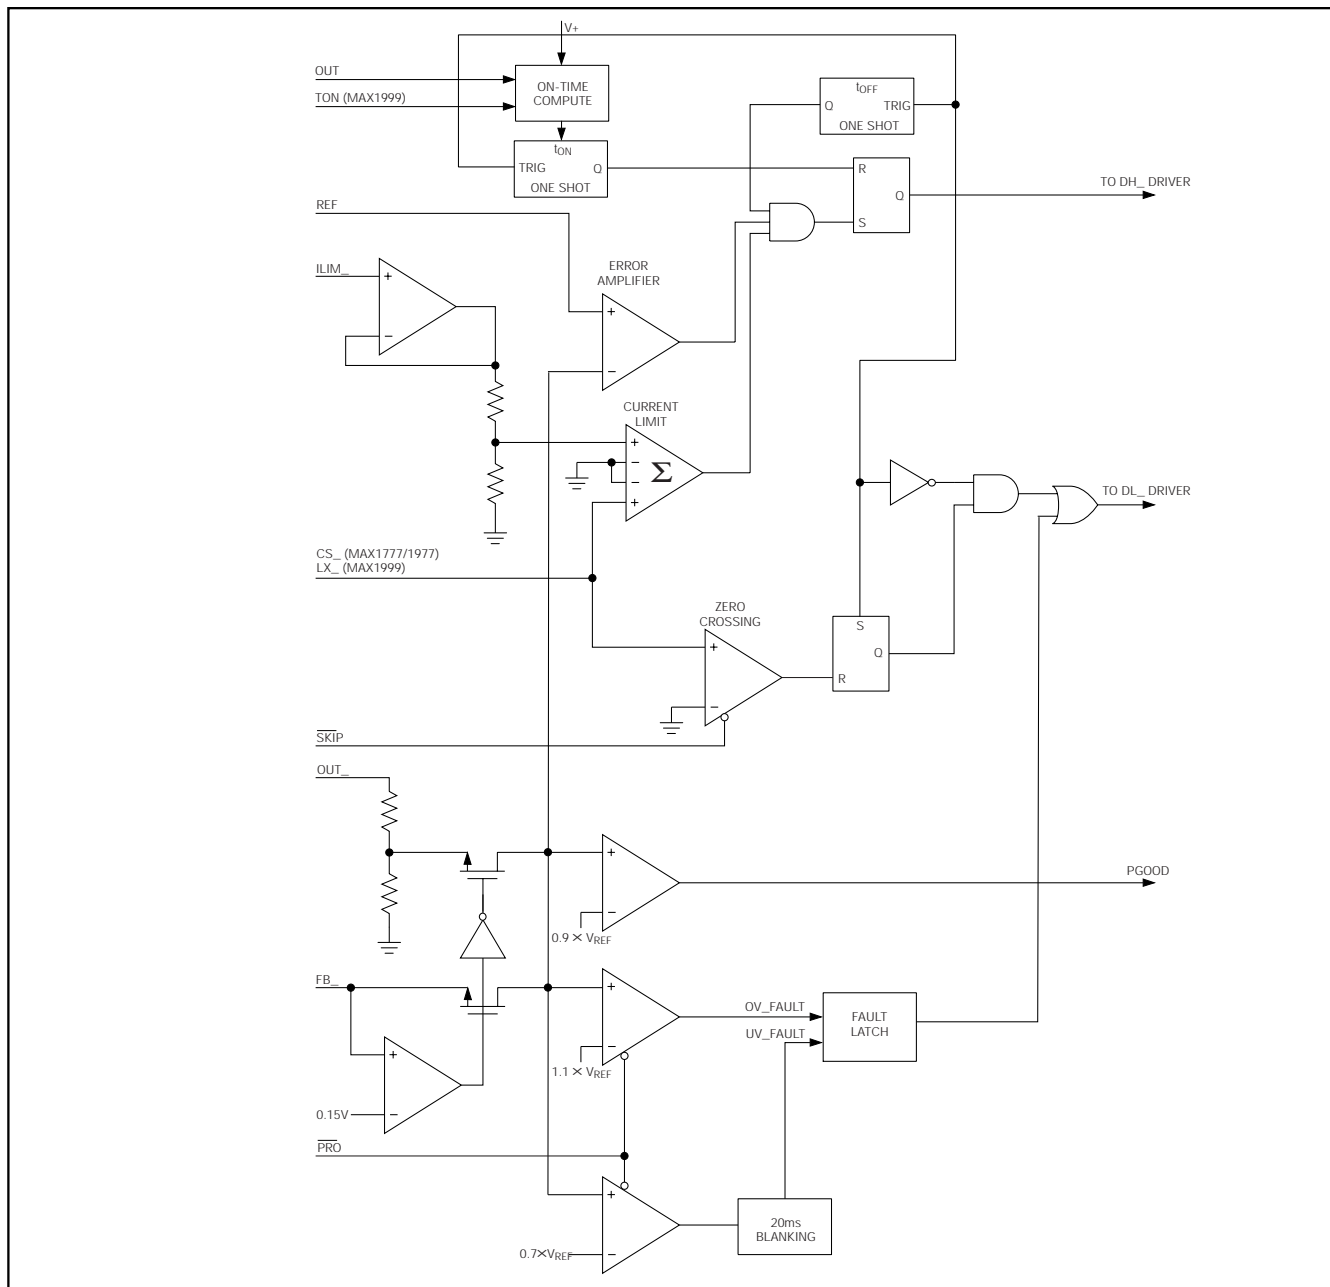 V+
OUT
TON (MAX1999)
ON-TIME
COMPUTE
tOFF
Q TRIG
ONE SHOT
tON
TRIG Q
ONE SHOT
R
Q
S
TO DH_ DRIVER
REF
ILIM_
+
−
ERROR
AMPLIFIER
+
−
CURRENT
LIMIT
+
−
−
+
Σ
TO DL_ DRIVER
CS_ (MAX1777/1977)
LX_ (MAX1999)
ZERO
CROSSING
+
−
S
Q
R
SKIP
OUT_
+
−
0.9 × VREF
PGOOD
FB_
+
−
1.1 × VREF
OV_FAULT
UV_FAULT
FAULT
LATCH
+
−
0.15V
PRO
+
−
0.7×VREF
20ms
BLANKING